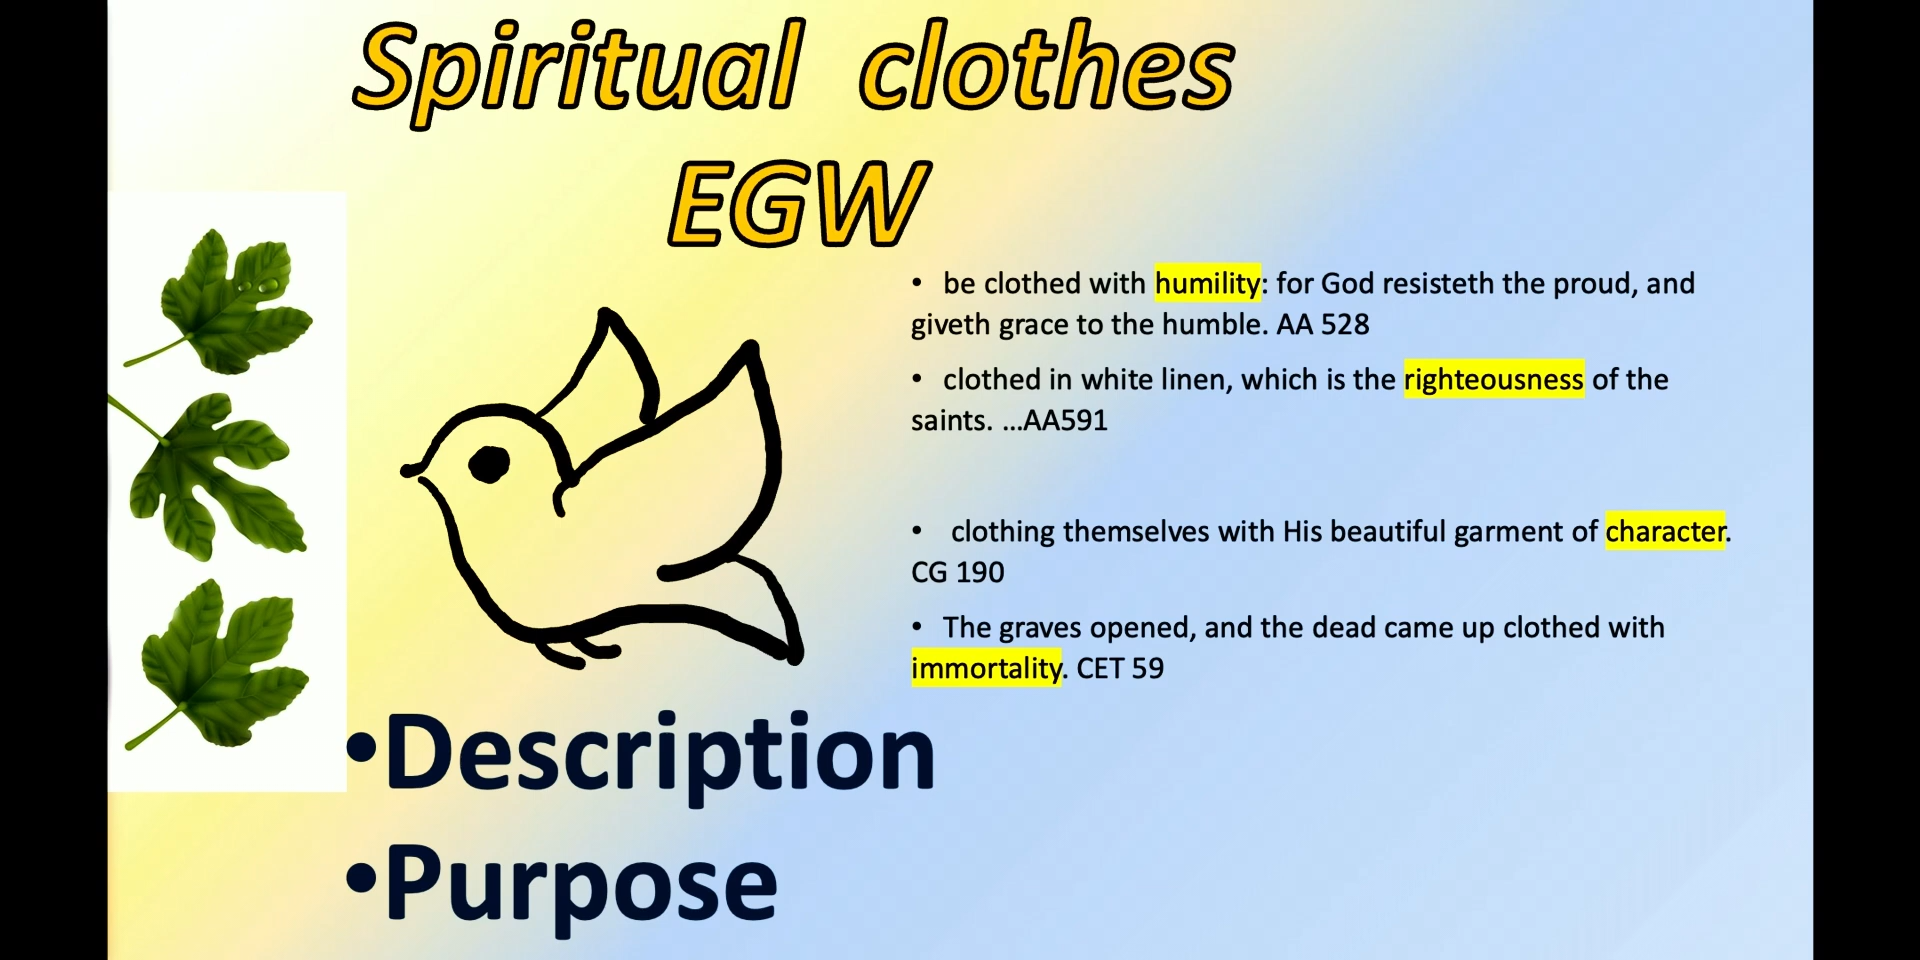 Spiritual clothes
EGW
• be clothed with humility: for God resisteth the proud, and
giveth grace to the humble. AA 528
• clothed in white linen, which is the righteousness of the
saints. ...AA591
• clothing themselves with His beautiful garment of character.
CG 190
• The graves opened, and the dead came up clothed with
immortality. CET 59
•Description
•Purpose